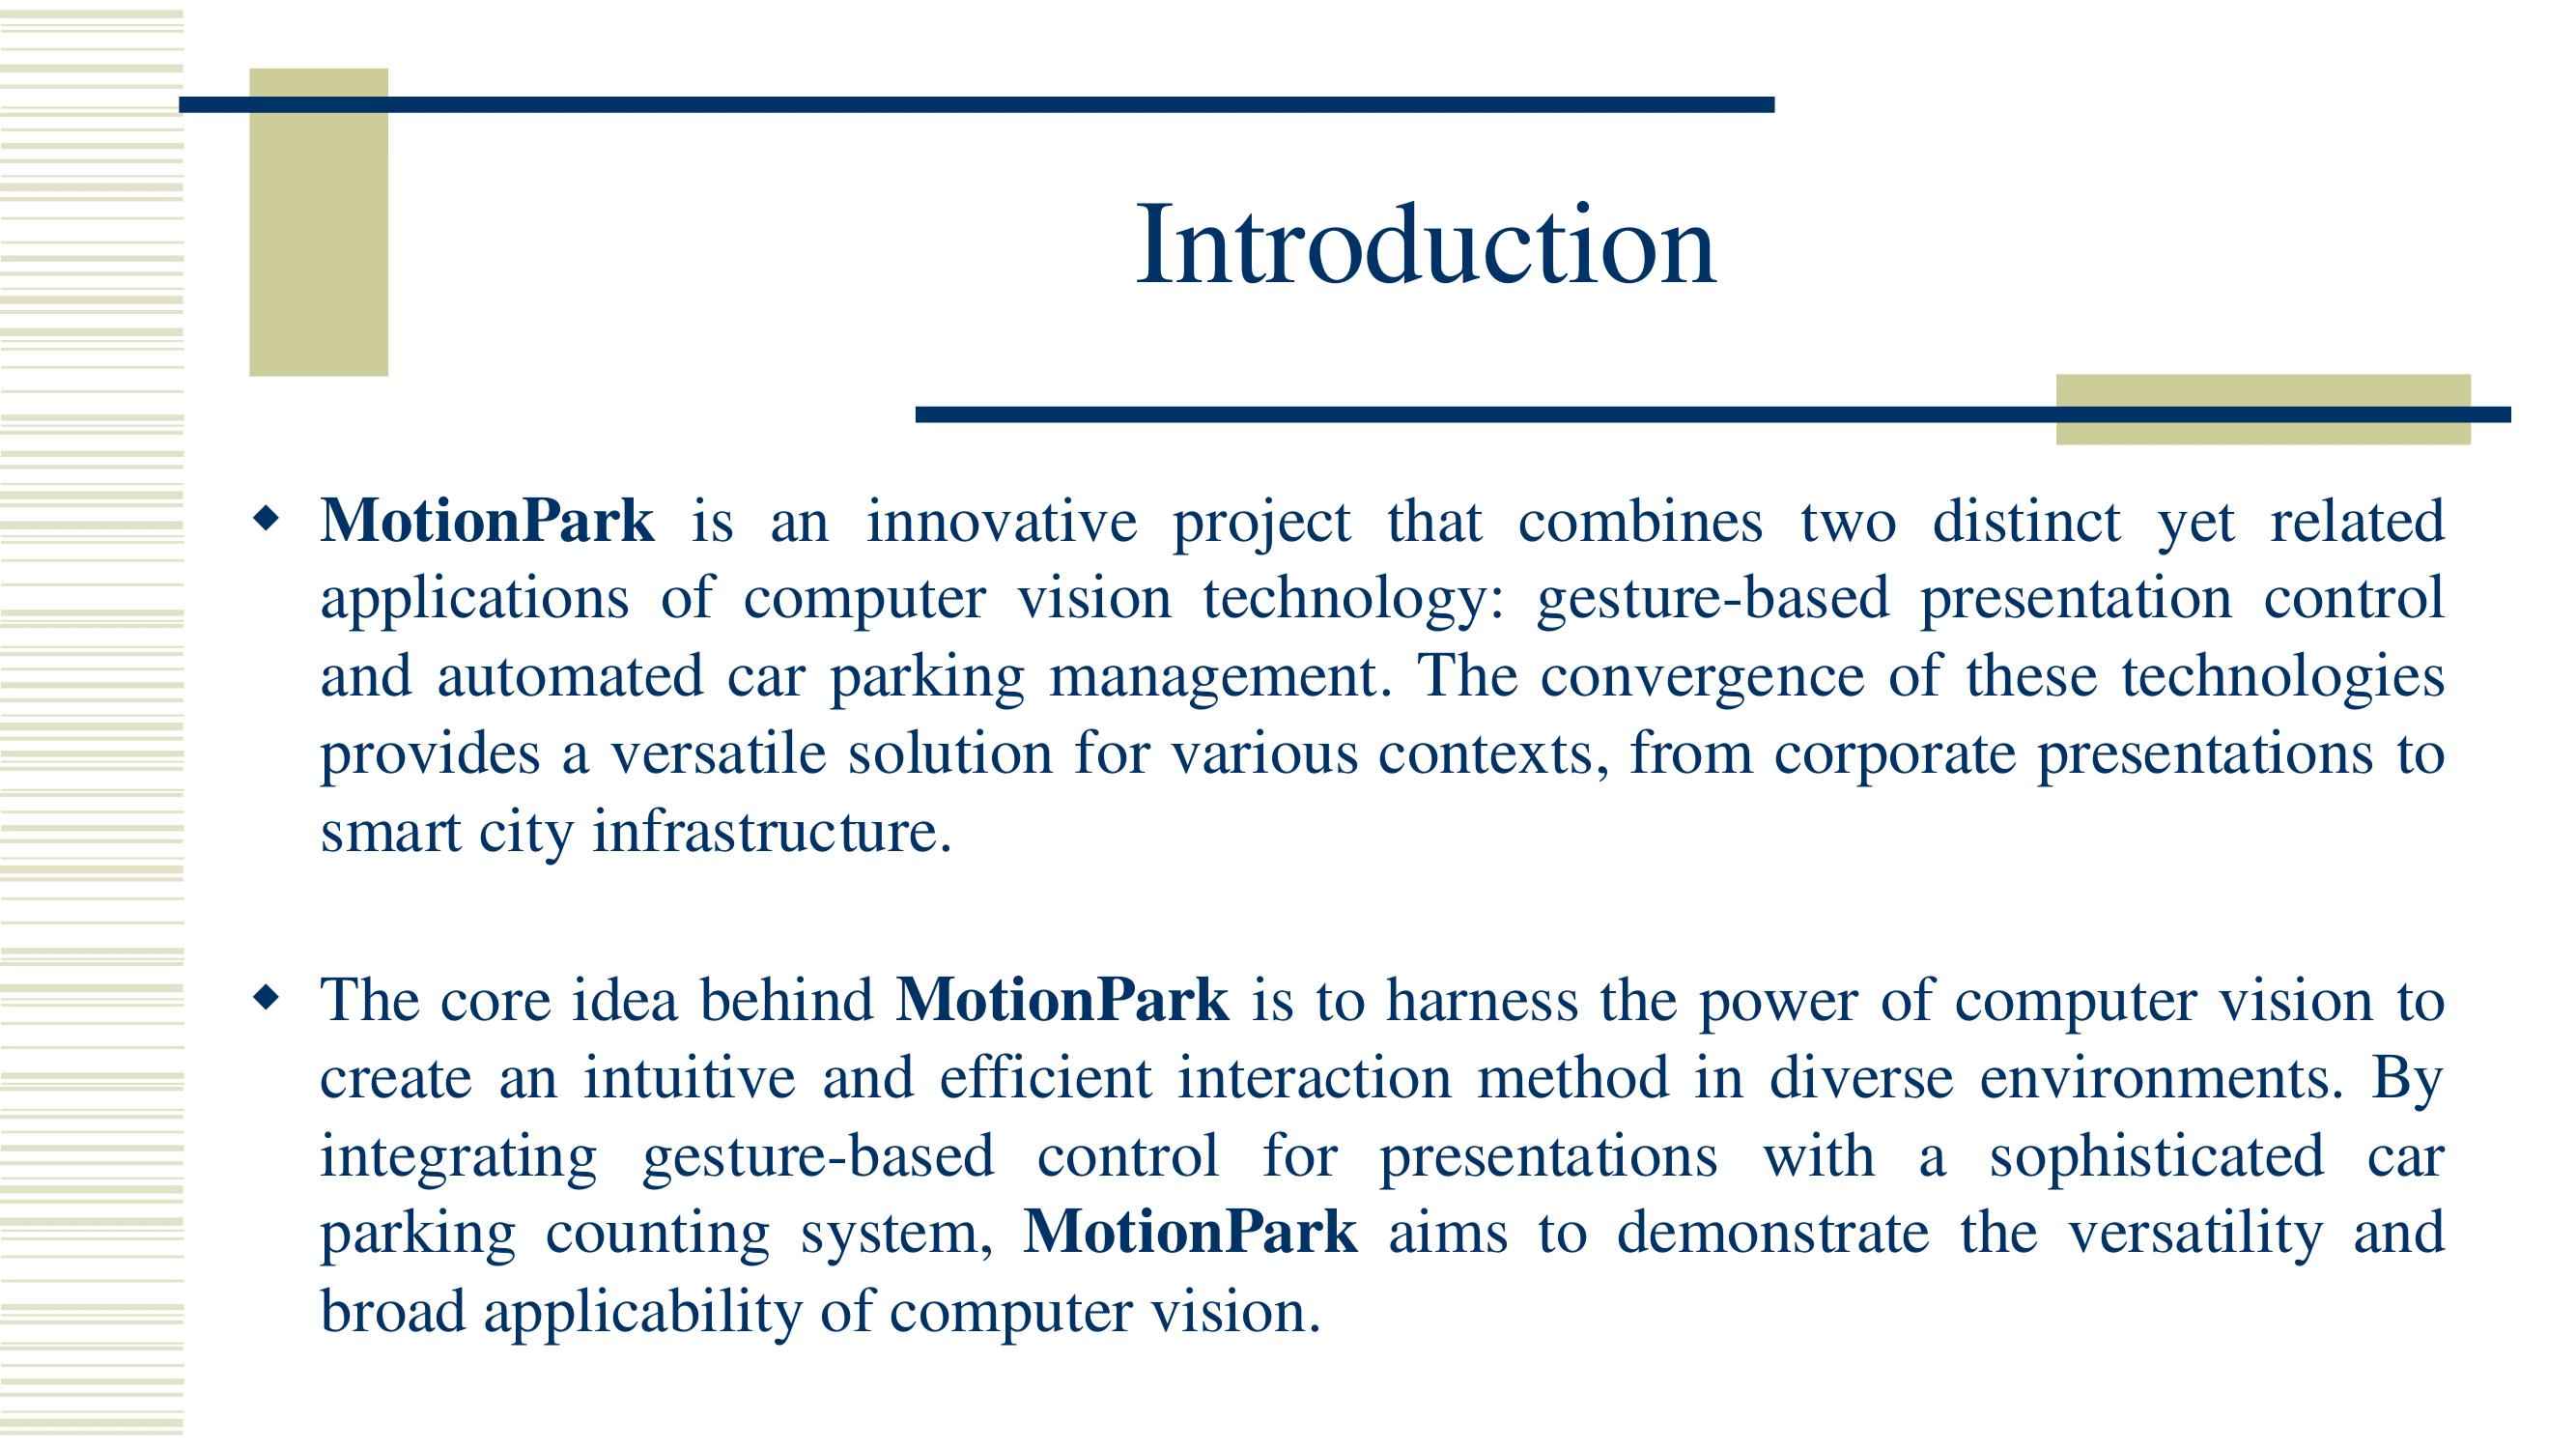 Introduction
MotionPark is an innovative project that combines two distinct yet related
applications of computer vision technology: gesture-based presentation control
and automated car parking management. The convergence of these technologies
provides a versatile solution for various contexts, from corporate presentations to
smart city infrastructure.
The core idea behind MotionPark is to harness the power of computer vision to
create an intuitive and efficient interaction method in diverse environments. By
integrating gesture-based control for presentations with a sophisticated car
parking counting system, MotionPark aims to demonstrate the versatility and
broad applicability of computer vision.